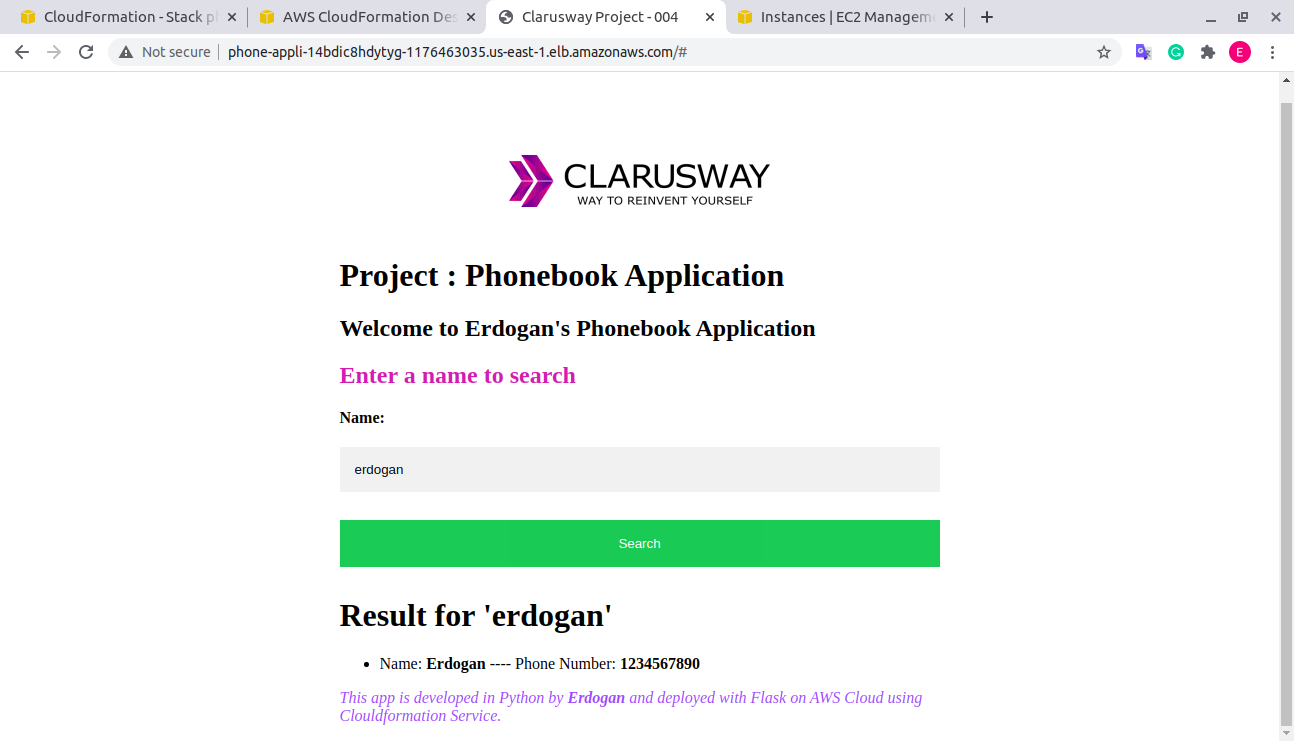 CloudFormation - Stack p
AWS CloudFormation Des
Clarusway Project - 004
Instances | EC2 Managem
Not secure
phone-appli-14bdic8hdytyg-1176463035.us-east-1.elb.amazonaws.com/#
E
CLARUSWAY
WAY TO REINVENT YOURSELF
Project : Phonebook Application
Welcome to Erdogan's Phonebook Application
Enter a name to search
Name:
erdogan
Search
Result for 'erdogan'
• Name: Erdogan ---- Phone Number: 1234567890
This app is developed in Python by Erdogan and deployed with Flask on AWS Cloud using
Clouldformation Service.